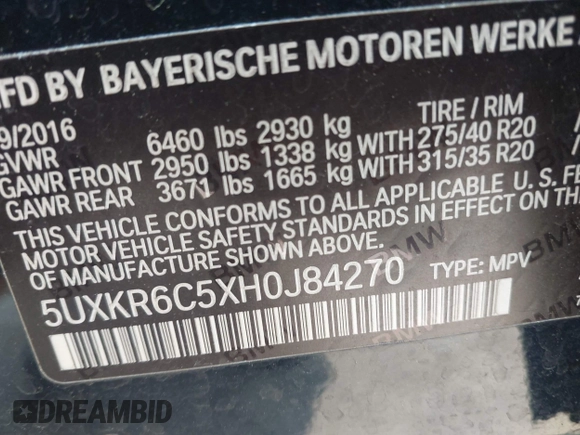 MFD BY BAYERISCHE MOTOREN WERKE
9/2016
GVWR 6460 lbs 2930 kg TIRE / RIM
GAWR FRONT 2950 lbs 1338 kg WITH 275/40 R20
GAWR REAR 3671 lbs 1665 kg WITH 315/35 R20
THIS VEHICLE CONFORMS TO ALL APPLICABLE U. S. FE
MOTOR VEHICLE SAFETY STANDARDS IN EFFECT ON THE
OF MANUFACTURE SHOWN ABOVE.
5UXKR6C5XH0J84270 TYPE: MPV
DREAMBID